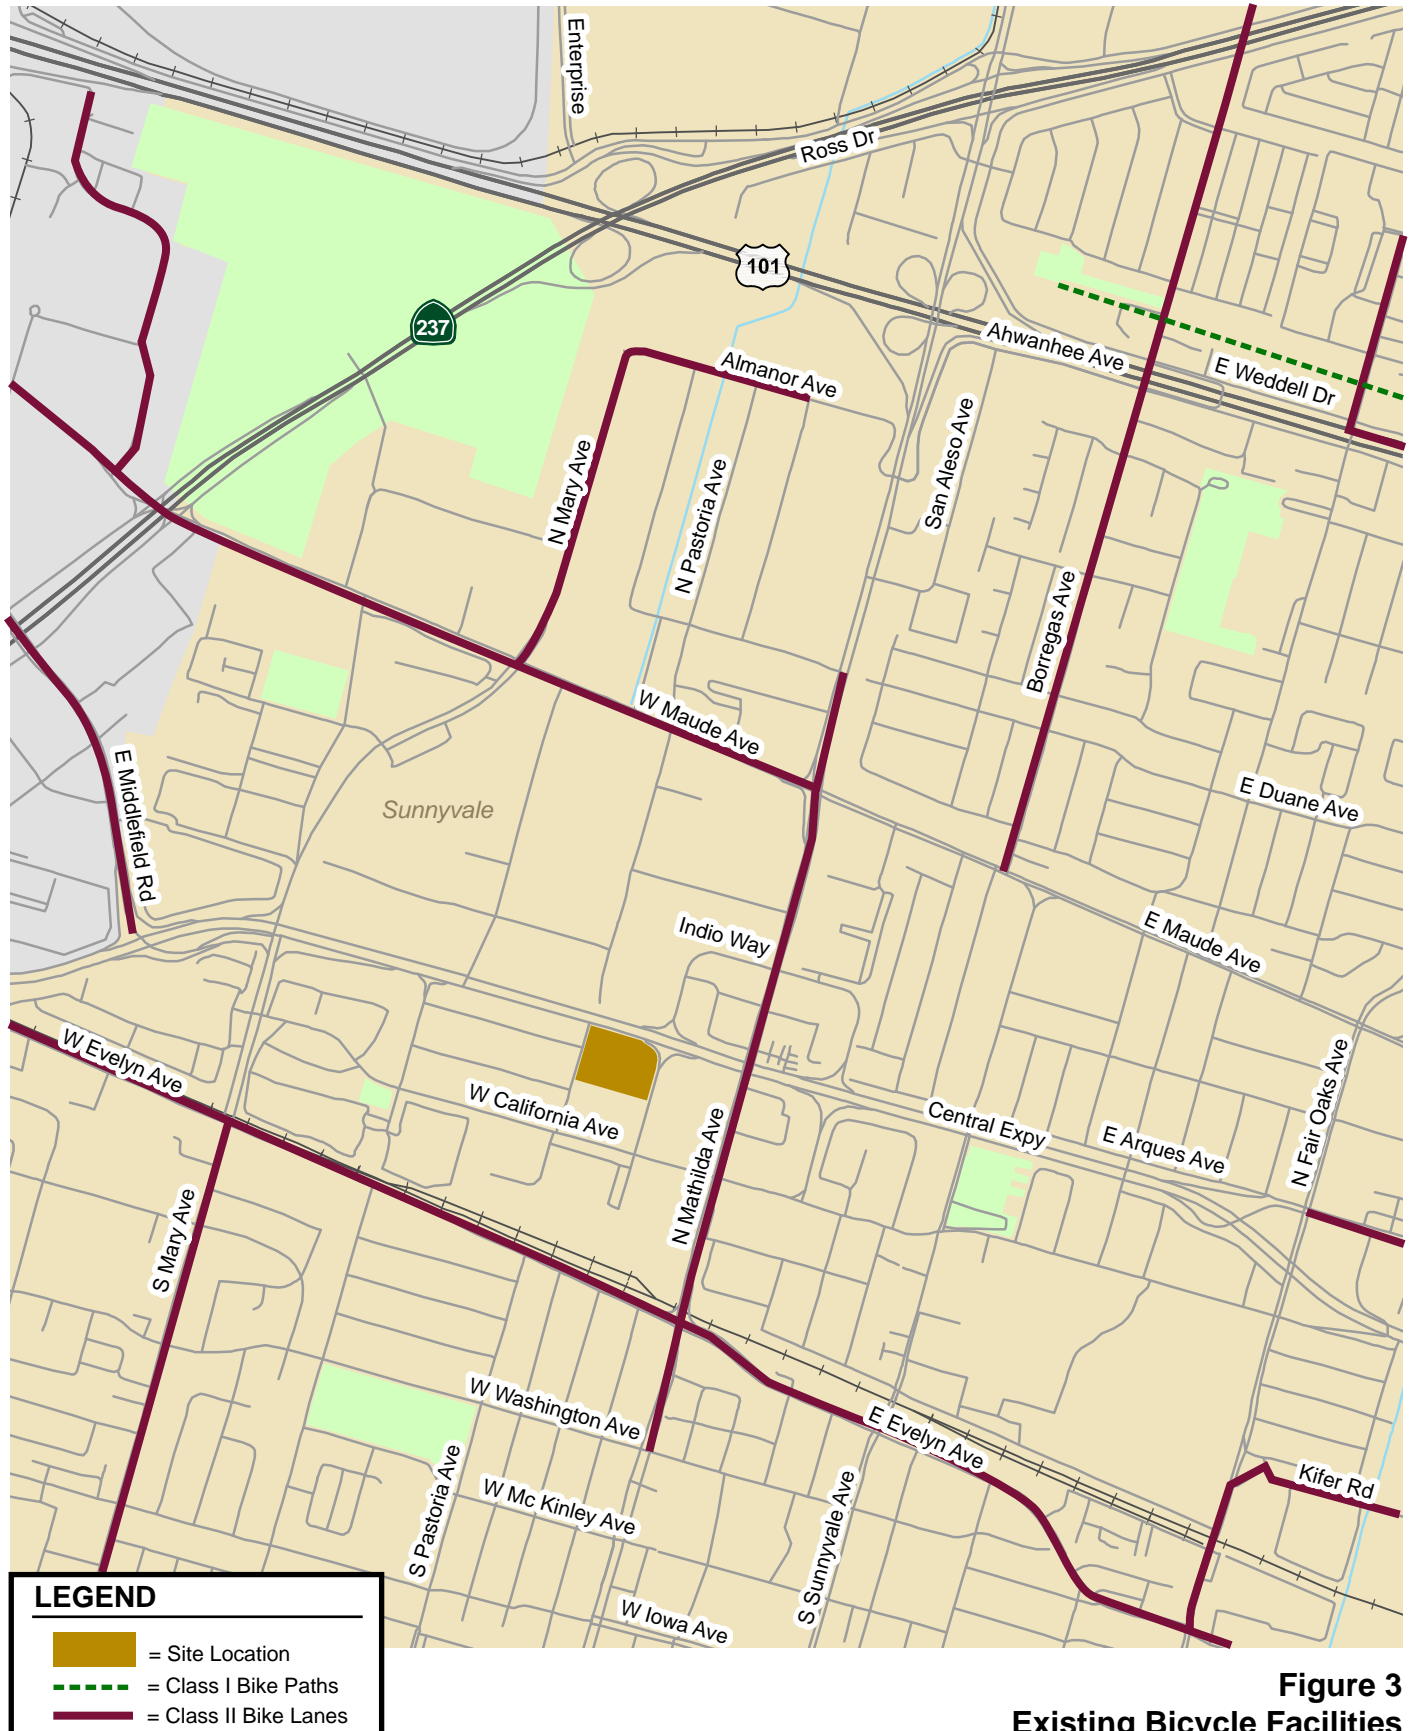 Enterprise
Ross Dr
101
237
Ahwanhee Ave
Almanor Ave
E Weddell Dr
San Aleso Ave
N Mary Ave
N Pastoria Ave
Borregas Ave
W Maude Ave
E Middlefield Rd
Sunnyvale
E Duane Ave
Indio Way
E Maude Ave
W Evelyn Ave
W California Ave
Central Expy
N Fair Oaks Ave
E Arques Ave
N Mathilda Ave
S Mary Ave
W Washington Ave
E Evelyn Ave
Kifer Rd
S Pastoria Ave
W Mc Kinley Ave
S Sunnyvale Ave
W Iowa Ave
LEGEND
= Site Location
= Class I Bike Paths
= Class II Bike Lanes
Figure 3
Existing Bicycle Facilities